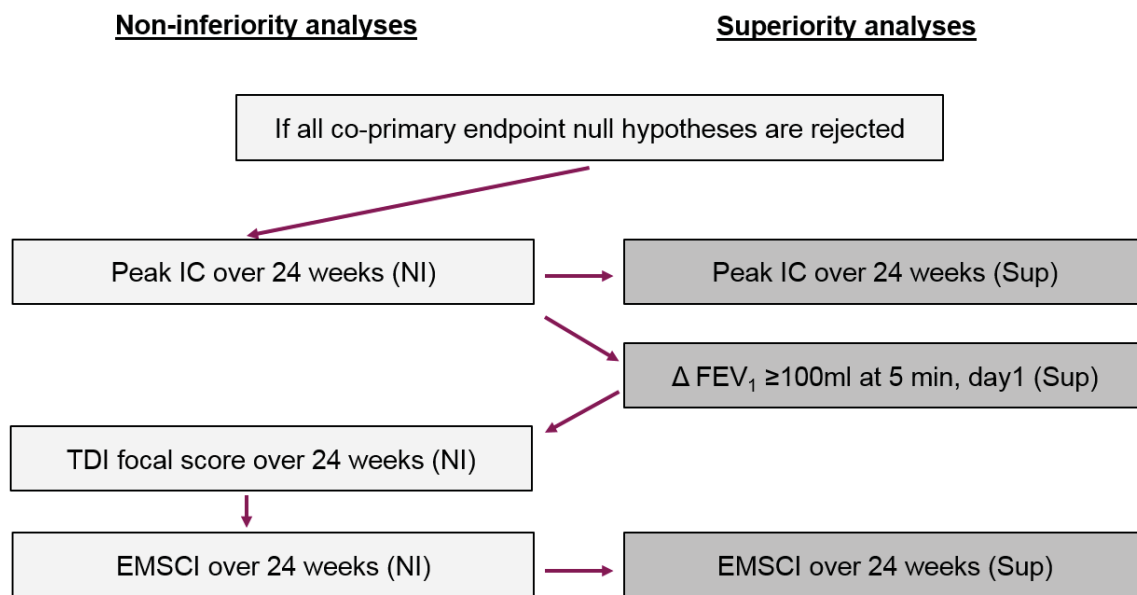 Non-inferiority analyses
Superiority analyses
If all co-primary endpoint null hypotheses are rejected
Peak IC over 24 weeks (NI)
Peak IC over 24 weeks (Sup)
Δ FEV₁ ≥100ml at 5 min, day1 (Sup)
TDI focal score over 24 weeks (NI)
EMSCI over 24 weeks (NI)
EMSCI over 24 weeks (Sup)